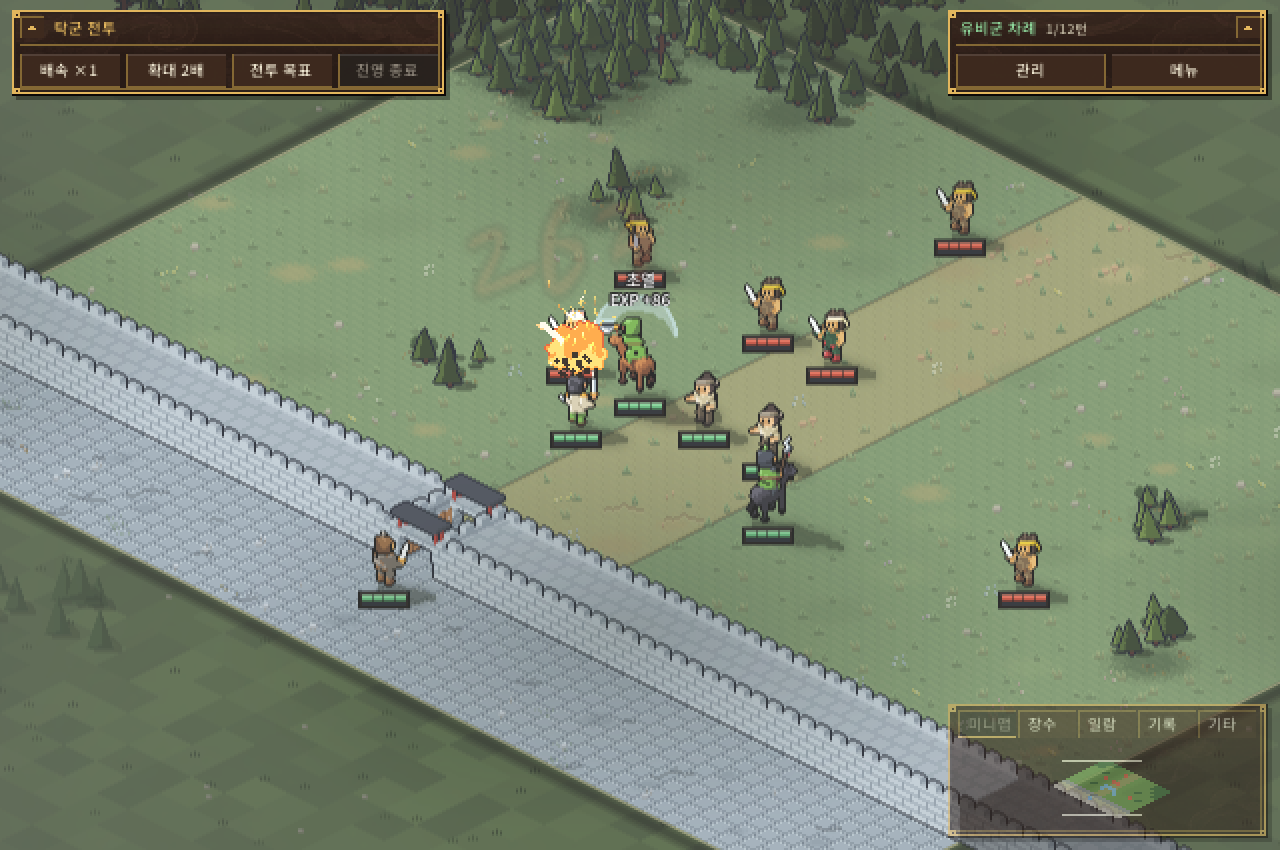 탁군 전투
배속 ×1
확대 2배
전투 목표
진영 종료
유비군 차례 1/12턴
관리
메뉴
26
초열
EXP +86
미니맵
장수
일람
기록
기타